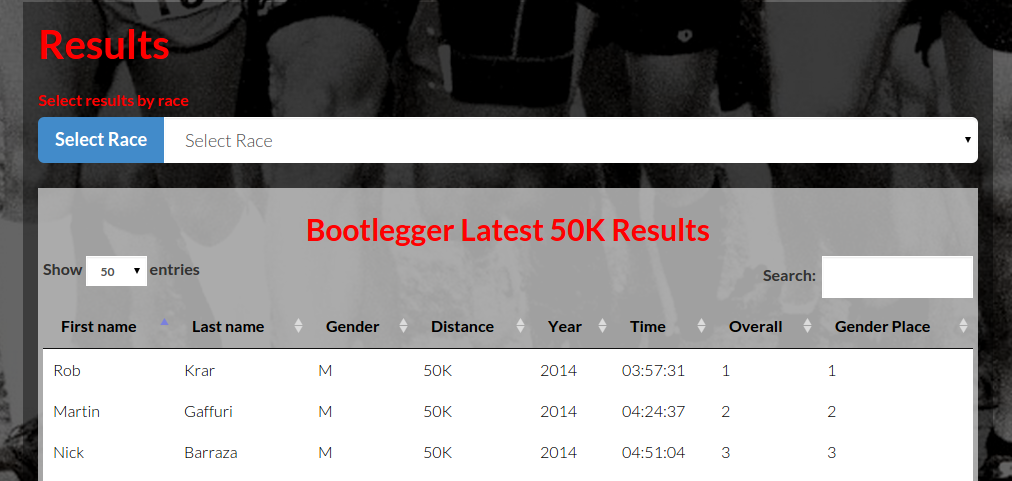 Results
Select results by race
Select Race Select Race
Bootlegger Latest 50K Results
Show 50 entries Search:
First name Last name Gender Distance Year Time Overall Gender Place
Rob Krar M 50K 2014 03:57:31 1 1
Martin Gaffuri M 50K 2014 04:24:37 2 2
Nick Barraza M 50K 2014 04:51:04 3 3